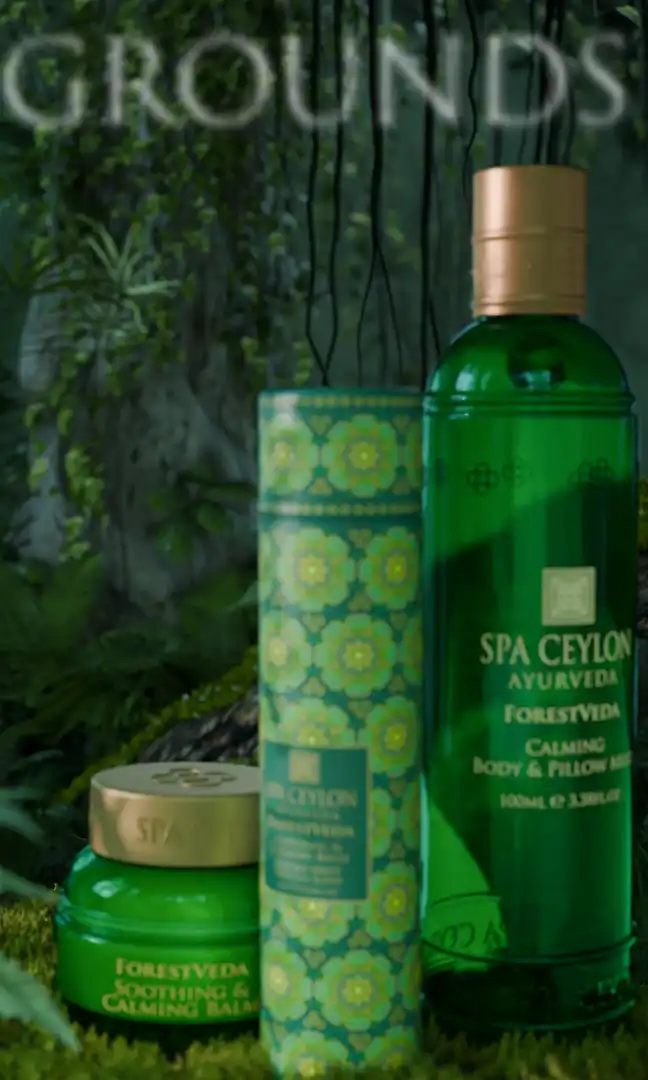 GROUNDS
SPA CEYLON
AYURVEDA
FORESTVEDA
CALMING
BODY & PILLOW MIST
100ML ℮ 3.38FL.OZ
SPA CEYLON
FORESTVEDA
SPA
FORESTVEDA
SOOTHING &
CALMING BALM